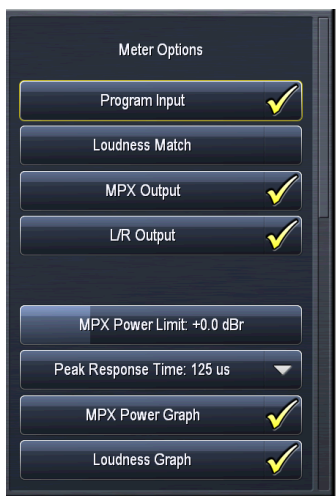 Meter Options
Program Input
Loudness Match
MPX Output
L/R Output
MPX Power Limit: +0.0 dBr
Peak Response Time: 125 us
MPX Power Graph
Loudness Graph